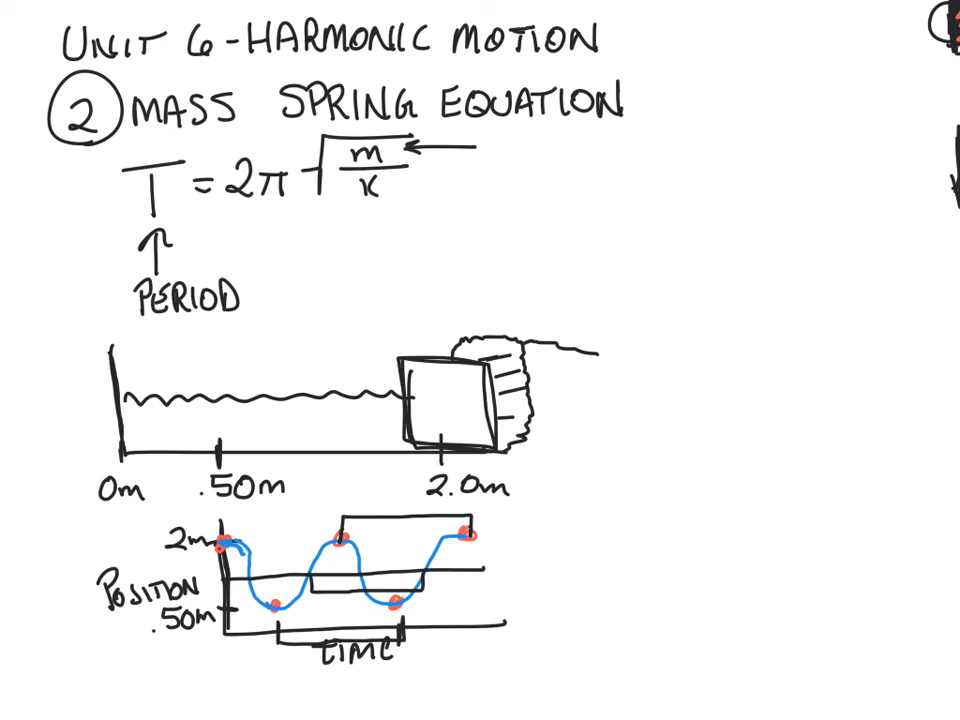 UNIT 6-HARMONIC MOTION
2 MASS SPRING EQUATION
T = 2π √m/k
PERIOD
0m .50m 2.0m
2m
POSITION
.50m
TIME